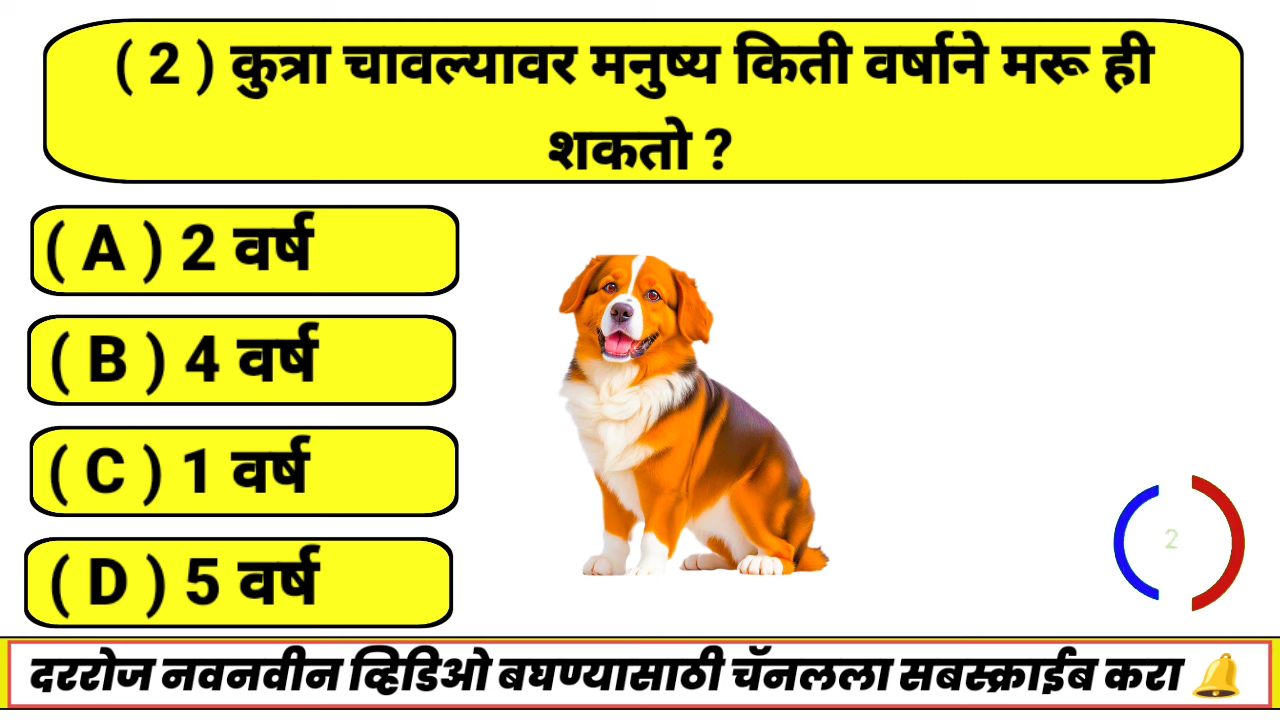 ( 2 ) कुत्रा चावल्यावर मनुष्य किती वर्षाने मरू ही
शकतो ?
( A ) 2 वर्ष
( B ) 4 वर्ष
( C ) 1 वर्ष
( D ) 5 वर्ष
2
दररोज नवनवीन व्हिडिओ बघण्यासाठी चॅनलला सबस्क्राईब करा 🔔